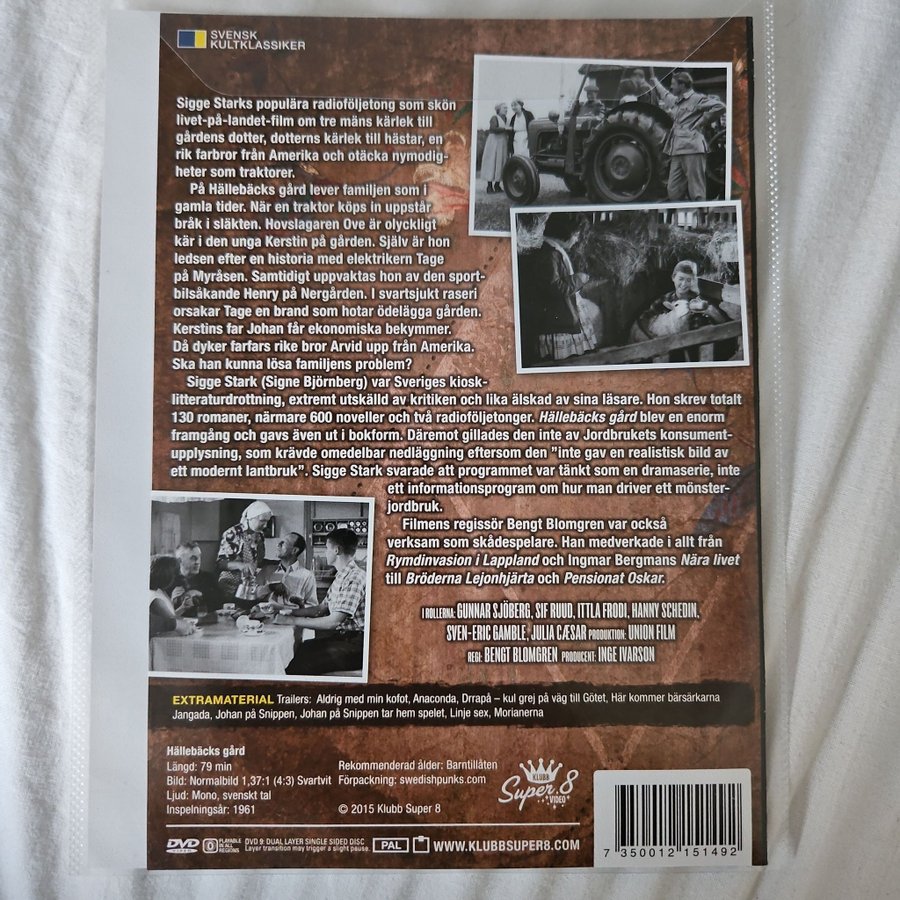 SVENSK
KULTKLASSIKER
Sigge Starks populära radioföljetong som skön
livet-på-landet-film om tre mäns kärlek till
gårdens dotter, dotterns kärlek till hästar, en
rik farbror från Amerika och otäcka nymodig-
heter som traktorer.
På Hällebäcks gård lever familjen som i
gamla tider. När en traktor köps in uppstår
bråk i släkten. Hovslagaren Ove är olyckligt
kär i den unga Kerstin på gården. Själv är hon
ledsen efter en historia med elektrikern Tage
på Myråsen. Samtidigt uppvaktas hon av den sport-
bilsåkande Henry på Nergården. I svartsjukt raseri
orsakar Tage en brand som hotar ödelägga gården.
Kerstins far Johan får ekonomiska bekymmer.
Då dyker farfars rike bror Arvid upp från Amerika.
Ska han kunna lösa familjens problem?
Sigge Stark (Signe Björnberg) var Sveriges kiosk-
litteraturdrottning, extremt utskälld av kritiken och lika älskad av sina läsare. Hon skrev totalt
130 romaner, närmare 600 noveller och två radioföljetonger. Hällebäcks gård blev en enorm
framgång och gavs även ut i bokform. Däremot gillades den inte av Jordbrukets konsument-
upplysning, som krävde omedelbar nedläggning eftersom den "inte gav en realistisk bild av
ett modernt lantbruk". Sigge Stark svarade att programmet var tänkt som en dramaserie, inte
ett informationsprogram om hur man driver ett mönster-
jordbruk.
Filmens regissör Bengt Blomgren var också
verksam som skådespelare. Han medverkade i allt från
Rymdinvasion i Lappland och Ingmar Bergmans Nära livet
till Bröderna Lejonhjärta och Pensionat Oskar.
I ROLLERNA: GUNNAR SJÖBERG, SIF RUUD, ITTLA FRODI, HANNY SCHEDIN,
SVEN-ERIC GAMBLE, JULIA CÆSAR PRODUKTION: UNION FILM
REGI: BENGT BLOMGREN PRODUCENT: INGE IVARSON
EXTRAMATERIAL Trailers: Aldrig med min kofot, Anaconda, Drrapå – kul grej på väg till Götet, Här kommer bärsärkarna
Jangada, Johan på Snippen, Johan på Snippen tar hem spelet, Linje sex, Morianerna
Hällebäcks gård
Längd: 79 min
Bild: Normalbild 1,37:1 (4:3) Svartvit
Ljud: Mono, svenskt tal
Inspelningsår: 1961
Rekommenderad ålder: Barntillåten
Förpackning: swedishpunks.com
© 2015 Klubb Super 8
KLUBB
Super 8
VIDEO
DVD VIDEO 0 PLAYABLE IN ALL REGIONS DVD 9: DUAL LAYER SINGLE SIDED DISC
Layer transition may trigger a slight pause.
PAL
WWW.KLUBBSUPER8.COM
7 350012 151492